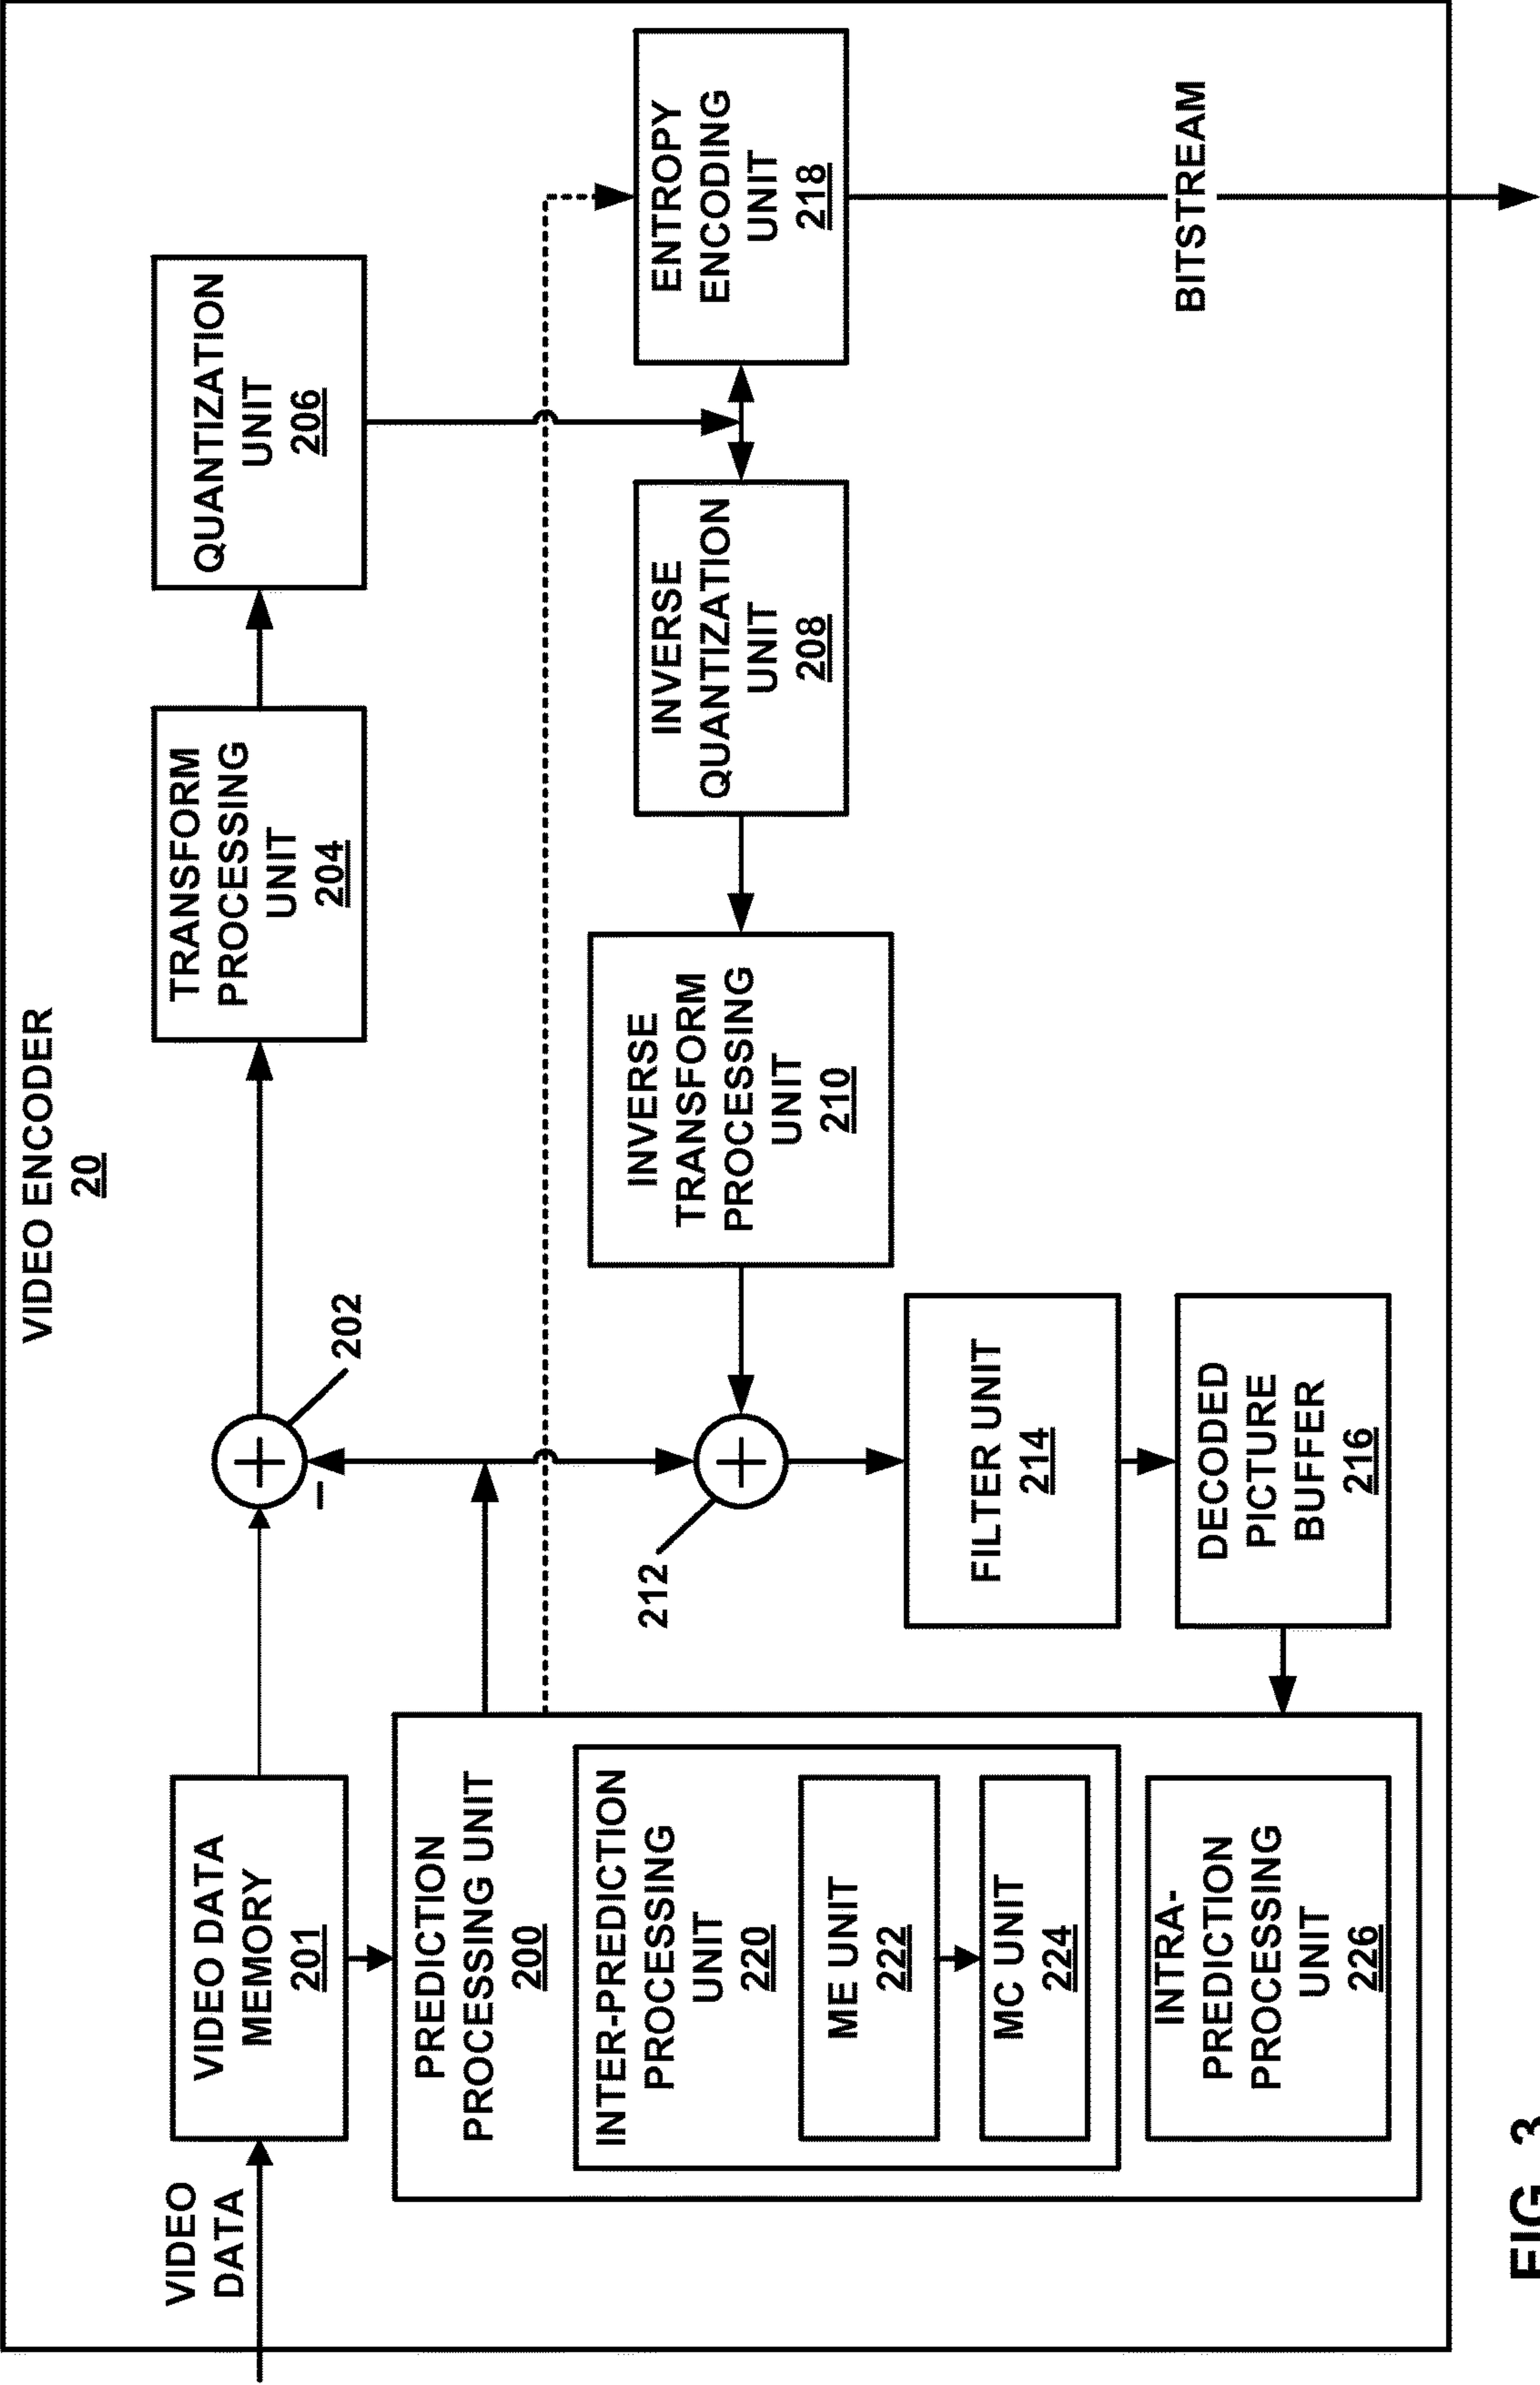 VIDEO ENCODER
20
VIDEO
DATA
VIDEO DATA
MEMORY
201
202
TRANSFORM
PROCESSING
UNIT
204
QUANTIZATION
UNIT
206
PREDICTION
PROCESSING UNIT
200
INTER-PREDICTION
PROCESSING
UNIT
220
ME UNIT
222
MC UNIT
224
INTRA-
PREDICTION
PROCESSING
UNIT
226
212
INVERSE
TRANSFORM
PROCESSING
UNIT
210
INVERSE
QUANTIZATION
UNIT
208
ENTROPY
ENCODING
UNIT
218
FILTER UNIT
214
DECODED
PICTURE
BUFFER
216
BITSTREAM
FIG. 3